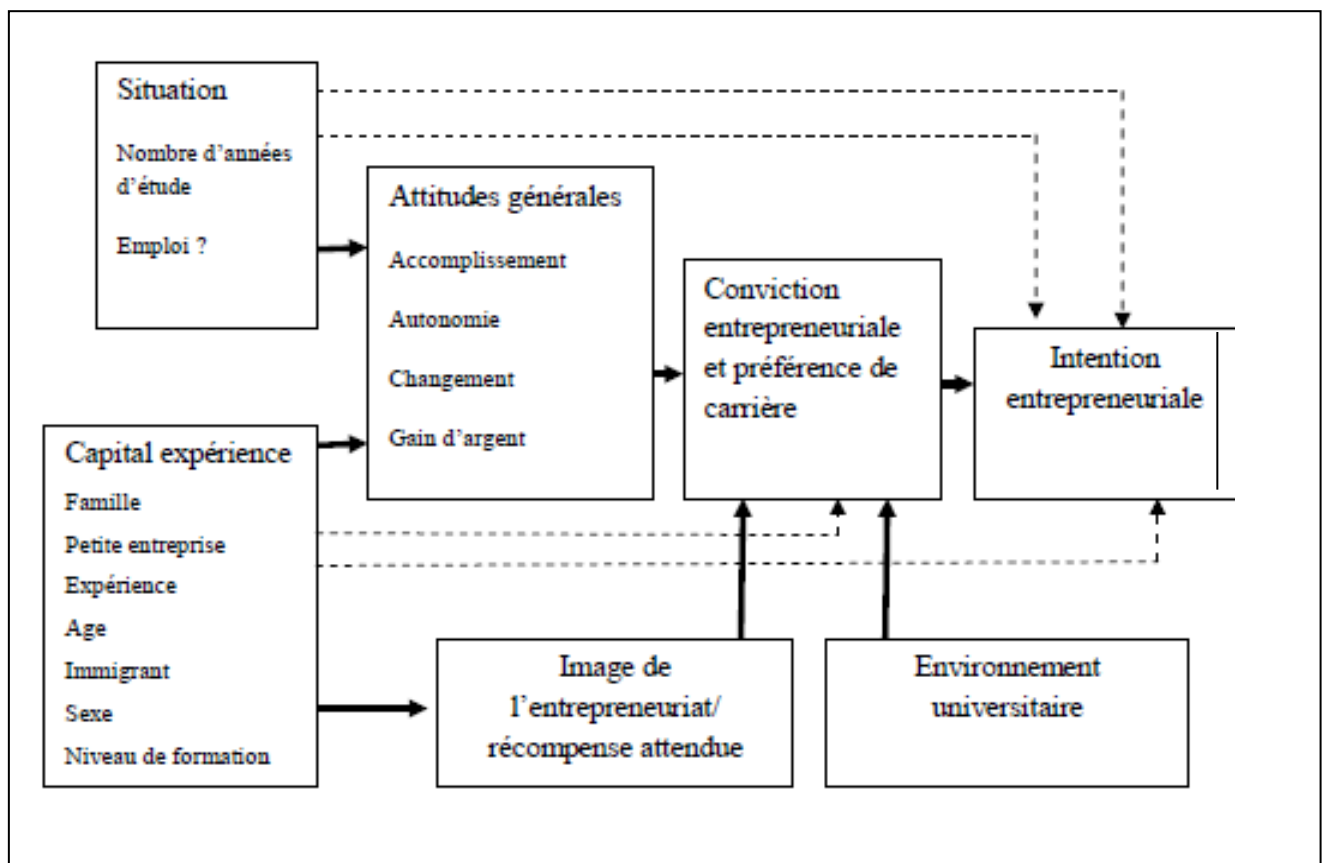 Situation
Nombre d’années
d’étude
Emploi ?
Attitudes générales
Accomplissement
Autonomie
Changement
Gain d’argent
Conviction
entrepreneuriale
et préférence de
carrière
Intention
entrepreneuriale
Capital expérience
Famille
Petite entreprise
Expérience
Age
Immigrant
Sexe
Niveau de formation
Image de
l’entrepreneuriat/
récompense attendue
Environnement
universitaire